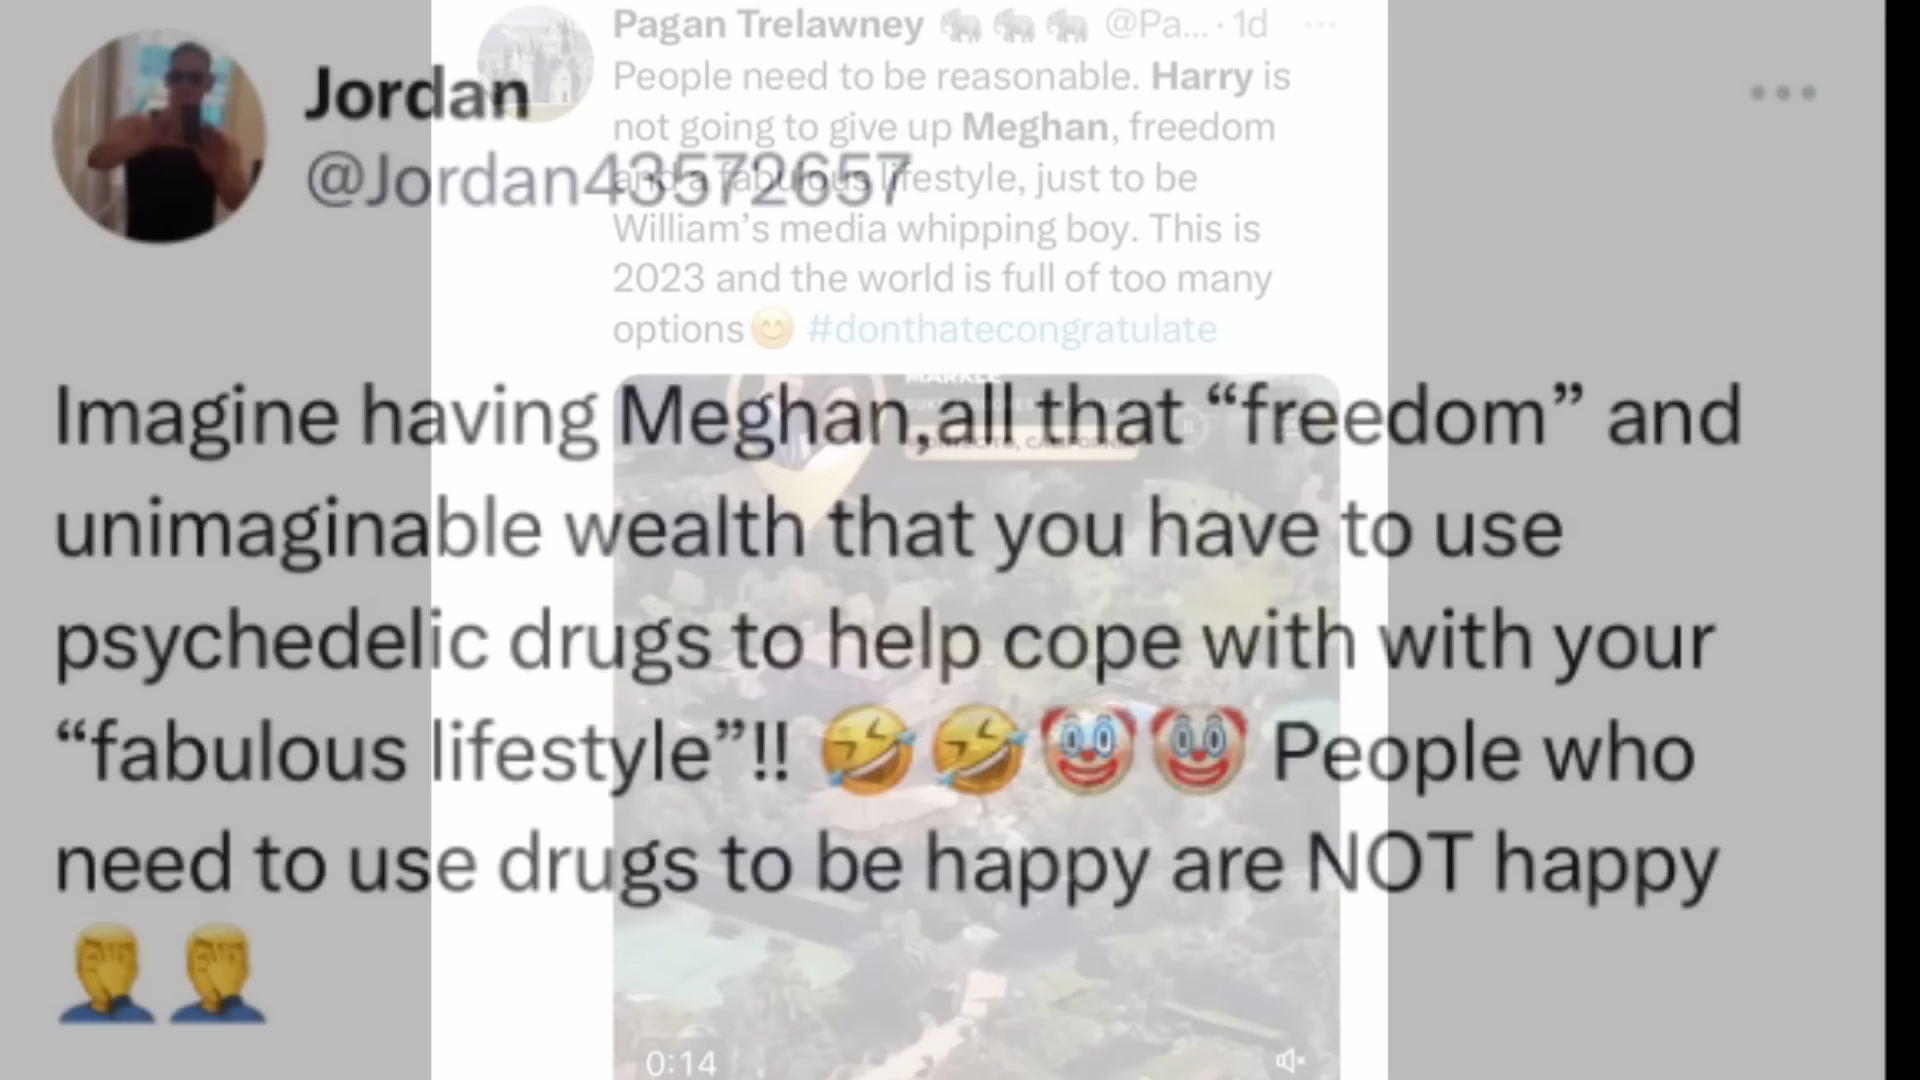 Pagan Trelawney 🐘🐘🐘 @Pa... · 1d
People need to be reasonable. Harry is
not going to give up Meghan, freedom
and a fabulous lifestyle, just to be
William’s media whipping boy. This is
2023 and the world is full of too many
options😊 #donthatecongratulate
MARKLE
MONTECITO, CALIFORNIA
0:14
Jordan
@Jordan43572657
Imagine having Meghan,all that “freedom” and
unimaginable wealth that you have to use
psychedelic drugs to help cope with with your
“fabulous lifestyle”!! 🤣🤣🤡🤡 People who
need to use drugs to be happy are NOT happy
🤦‍♂️🤦‍♂️